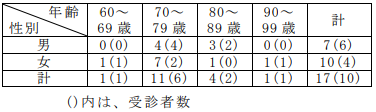 年齢 性別 60～69歳 70～79歳 80～89歳 90～99歳 計
男 0(0) 4(4) 3(2) 0(0) 7(6)
女 1(1) 7(2) 1(0) 1(1) 10(4)
計 1(1) 11(6) 4(2) 1(1) 17(10)
()内は、受診者数